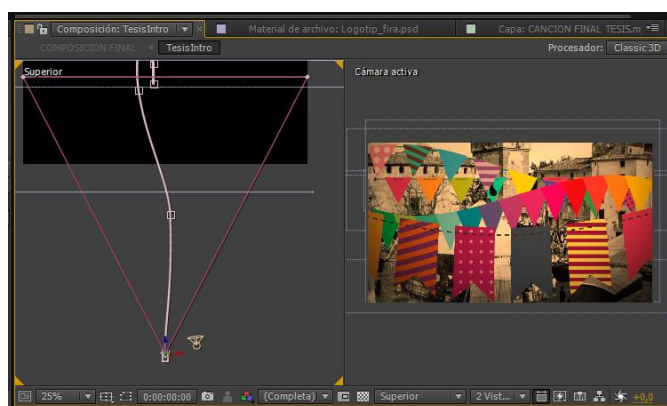 Composición: TesisIntro
Material de archivo: Logotip_fira.psd
Capa: CANCION FINAL TESIS.m
COMPOSICION FINAL
TesisIntro
Procesador: Classic 3D
Superior
Cámara activa
25%
0:00:00:00
(Completa)
Superior
2 Vist...
+0,0